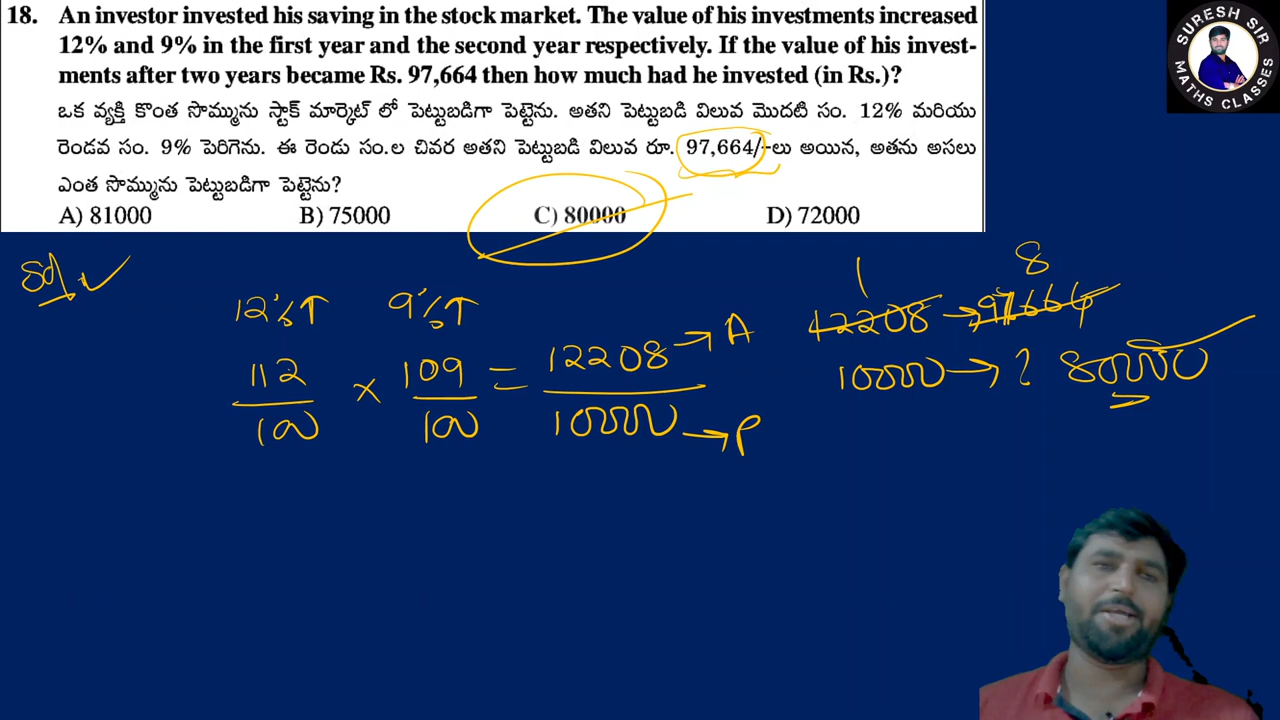 18. An investor invested his saving in the stock market. The value of his investments increased
12% and 9% in the first year and the second year respectively. If the value of his invest-
ments after two years became Rs. 97,664 then how much had he invested (in Rs.)?
ఒక వ్యక్తి కొంత సొమ్మును స్టాక్ మార్కెట్ లో పెట్టుబడిగా పెట్టెను. అతని పెట్టుబడి విలువ మొదటి సం. 12% మరియు
రెండవ సం. 9% పెరిగెను. ఈ రెండు సం.ల చివర అతని పెట్టుబడి విలువ రూ. 97,664/-లు అయిన, అతను అసలు
ఎంత సొమ్మును పెట్టుబడిగా పెట్టెను?
A) 81000 B) 75000 C) 80000 D) 72000
SURESH SIR
MATHS CLASSES
Sol
12%↑ 9%↑
112/100 × 109/100 = 12208/10000
→ A
→ P
1 8
12208 → 97664
10000 → ? 80000